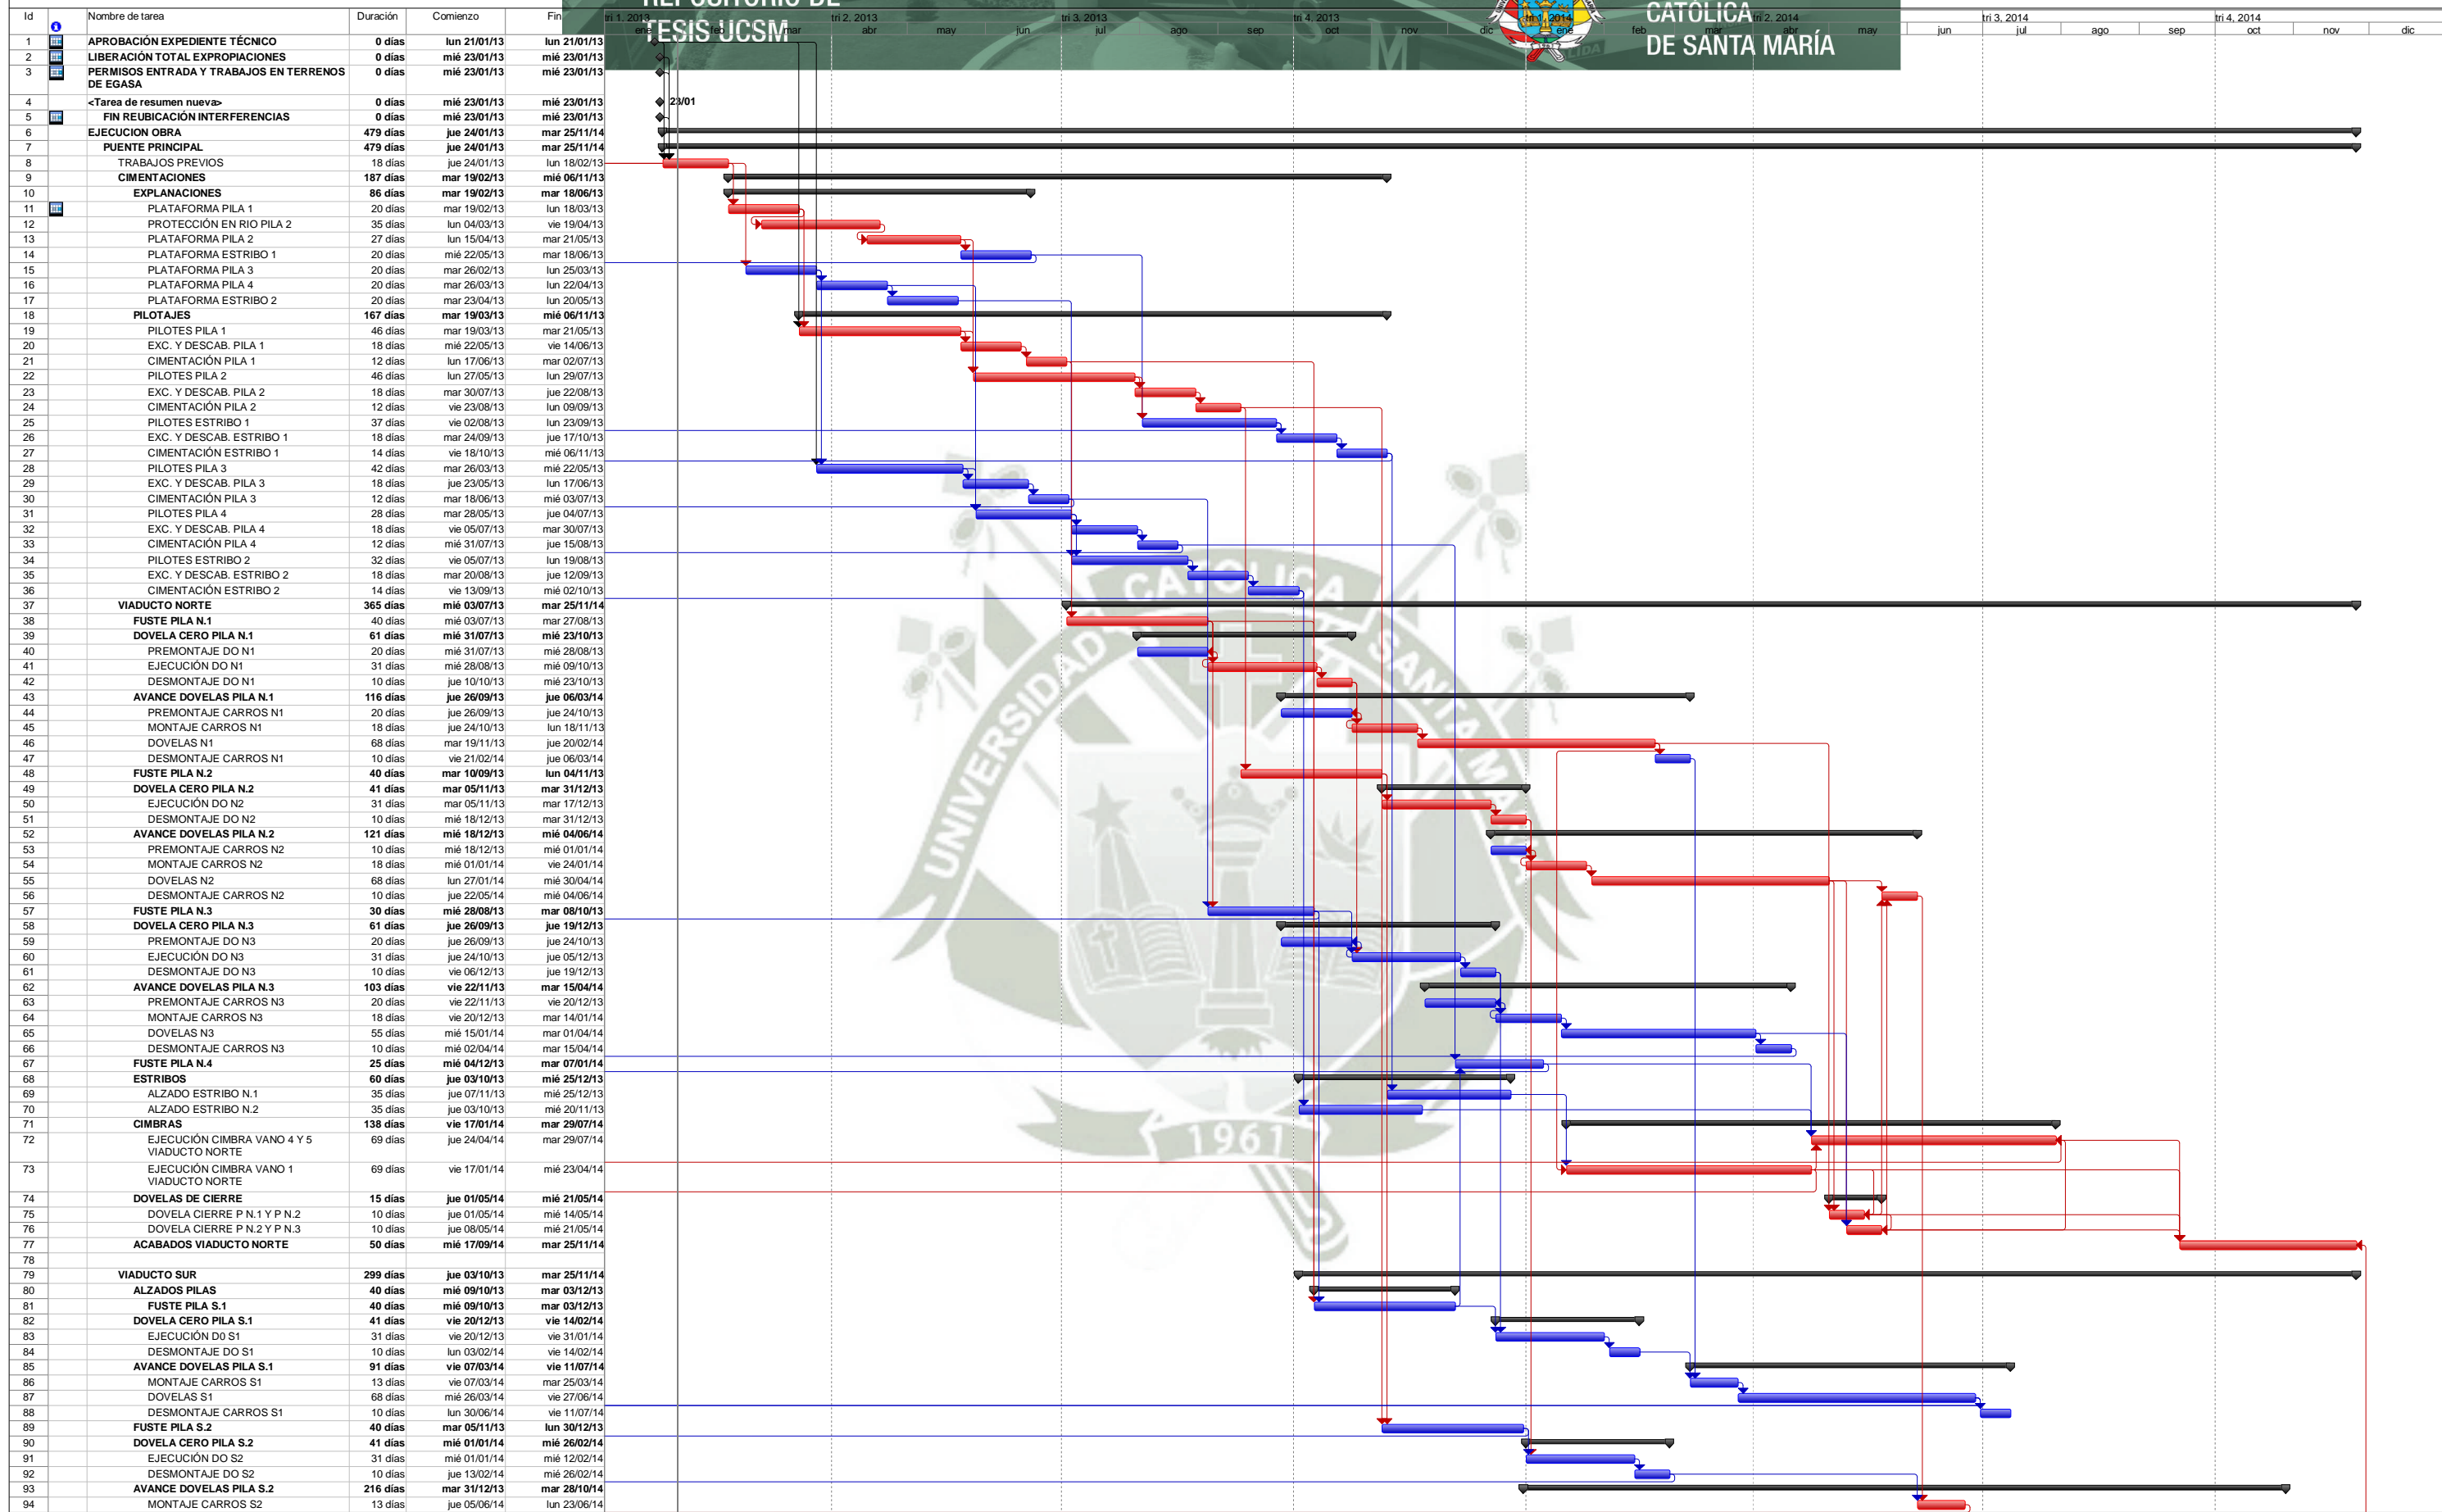 REPOSITORIO DE
TESIS UCSM
CATÓLICA
DE SANTA MARÍA
Id Nombre de tarea Duración Comienzo Fin
tri 1, 2013 tri 2, 2013 tri 3, 2013 tri 4, 2013 tri 1, 2014 tri 2, 2014 tri 3, 2014 tri 4, 2014
ene feb mar abr may jun jul ago sep oct nov dic ene feb mar abr may jun jul ago sep oct nov dic
1 APROBACIÓN EXPEDIENTE TÉCNICO 0 días lun 21/01/13 lun 21/01/13
2 LIBERACIÓN TOTAL EXPROPIACIONES 0 días mié 23/01/13 mié 23/01/13
3 PERMISOS ENTRADA Y TRABAJOS EN TERRENOS 0 días mié 23/01/13 mié 23/01/13
DE EGASA
4 <Tarea de resumen nueva> 0 días mié 23/01/13 mié 23/01/13 23/01
5 FIN REUBICACIÓN INTERFERENCIAS 0 días mié 23/01/13 mié 23/01/13
6 EJECUCION OBRA 479 días jue 24/01/13 mar 25/11/14
7 PUENTE PRINCIPAL 479 días jue 24/01/13 mar 25/11/14
8 TRABAJOS PREVIOS 18 días jue 24/01/13 lun 18/02/13
9 CIMENTACIONES 187 días mar 19/02/13 mié 06/11/13
10 EXPLANACIONES 86 días mar 19/02/13 mar 18/06/13
11 PLATAFORMA PILA 1 20 días mar 19/02/13 lun 18/03/13
12 PROTECCIÓN EN RIO PILA 2 35 días lun 04/03/13 vie 19/04/13
13 PLATAFORMA PILA 2 27 días lun 15/04/13 mar 21/05/13
14 PLATAFORMA ESTRIBO 1 20 días mié 22/05/13 mar 18/06/13
15 PLATAFORMA PILA 3 20 días mar 26/02/13 lun 25/03/13
16 PLATAFORMA PILA 4 20 días mar 26/03/13 lun 22/04/13
17 PLATAFORMA ESTRIBO 2 20 días mar 23/04/13 lun 20/05/13
18 PILOTAJES 167 días mar 19/03/13 mié 06/11/13
19 PILOTES PILA 1 46 días mar 19/03/13 mar 21/05/13
20 EXC. Y DESCAB. PILA 1 18 días mié 22/05/13 vie 14/06/13
21 CIMENTACIÓN PILA 1 12 días lun 17/06/13 mar 02/07/13
22 PILOTES PILA 2 46 días lun 27/05/13 lun 29/07/13
23 EXC. Y DESCAB. PILA 2 18 días mar 30/07/13 jue 22/08/13
24 CIMENTACIÓN PILA 2 12 días vie 23/08/13 lun 09/09/13
25 PILOTES ESTRIBO 1 37 días vie 02/08/13 lun 23/09/13
26 EXC. Y DESCAB. ESTRIBO 1 18 días mar 24/09/13 jue 17/10/13
27 CIMENTACIÓN ESTRIBO 1 14 días vie 18/10/13 mié 06/11/13
28 PILOTES PILA 3 42 días mar 26/03/13 mié 22/05/13
29 EXC. Y DESCAB. PILA 3 18 días jue 23/05/13 lun 17/06/13
30 CIMENTACIÓN PILA 3 12 días mar 18/06/13 mié 03/07/13
31 PILOTES PILA 4 28 días mar 28/05/13 jue 04/07/13
32 EXC. Y DESCAB. PILA 4 18 días vie 05/07/13 mar 30/07/13
33 CIMENTACIÓN PILA 4 12 días mié 31/07/13 jue 15/08/13
34 PILOTES ESTRIBO 2 32 días vie 05/07/13 lun 19/08/13
35 EXC. Y DESCAB. ESTRIBO 2 18 días mar 20/08/13 jue 12/09/13
36 CIMENTACIÓN ESTRIBO 2 14 días vie 13/09/13 mié 02/10/13
37 VIADUCTO NORTE 365 días mié 03/07/13 mar 25/11/14
38 FUSTE PILA N.1 40 días mié 03/07/13 mar 27/08/13
39 DOVELA CERO PILA N.1 61 días mié 31/07/13 mié 23/10/13
40 PREMONTAJE DO N1 20 días mié 31/07/13 mié 28/08/13
41 EJECUCIÓN DO N1 31 días mié 28/08/13 mié 09/10/13
42 DESMONTAJE DO N1 10 días jue 10/10/13 mié 23/10/13
43 AVANCE DOVELAS PILA N.1 116 días jue 26/09/13 jue 06/03/14
44 PREMONTAJE CARROS N1 20 días jue 26/09/13 jue 24/10/13
45 MONTAJE CARROS N1 18 días jue 24/10/13 lun 18/11/13
46 DOVELAS N1 68 días mar 19/11/13 jue 20/02/14
47 DESMONTAJE CARROS N1 10 días vie 21/02/14 jue 06/03/14
48 FUSTE PILA N.2 40 días mar 10/09/13 lun 04/11/13
49 DOVELA CERO PILA N.2 41 días mar 05/11/13 mar 31/12/13
50 EJECUCIÓN DO N2 31 días mar 05/11/13 mar 17/12/13
51 DESMONTAJE DO N2 10 días mié 18/12/13 mar 31/12/13
52 AVANCE DOVELAS PILA N.2 121 días mié 18/12/13 mié 04/06/14
53 PREMONTAJE CARROS N2 10 días mié 18/12/13 mié 01/01/14
54 MONTAJE CARROS N2 18 días mié 01/01/14 vie 24/01/14
55 DOVELAS N2 68 días lun 27/01/14 mié 30/04/14
56 DESMONTAJE CARROS N2 10 días jue 22/05/14 mié 04/06/14
57 FUSTE PILA N.3 30 días mié 28/08/13 mar 08/10/13
58 DOVELA CERO PILA N.3 61 días jue 26/09/13 jue 19/12/13
59 PREMONTAJE DO N3 20 días jue 26/09/13 jue 24/10/13
60 EJECUCIÓN DO N3 31 días jue 24/10/13 jue 05/12/13
61 DESMONTAJE DO N3 10 días vie 06/12/13 jue 19/12/13
62 AVANCE DOVELAS PILA N.3 103 días vie 22/11/13 mar 15/04/14
63 PREMONTAJE CARROS N3 20 días vie 22/11/13 vie 20/12/13
64 MONTAJE CARROS N3 18 días vie 20/12/13 mar 14/01/14
65 DOVELAS N3 55 días mié 15/01/14 mar 01/04/14
66 DESMONTAJE CARROS N3 10 días mié 02/04/14 mar 15/04/14
67 FUSTE PILA N.4 25 días mié 04/12/13 mar 07/01/14
68 ESTRIBOS 60 días jue 03/10/13 mié 25/12/13
69 ALZADO ESTRIBO N.1 35 días jue 07/11/13 mié 25/12/13
70 ALZADO ESTRIBO N.2 35 días jue 03/10/13 mié 20/11/13
71 CIMBRAS 138 días vie 17/01/14 mar 29/07/14
72 EJECUCIÓN CIMBRA VANO 4 Y 5 69 días jue 24/04/14 mar 29/07/14
VIADUCTO NORTE
73 EJECUCIÓN CIMBRA VANO 1 69 días vie 17/01/14 mié 23/04/14
VIADUCTO NORTE
74 DOVELAS DE CIERRE 15 días jue 01/05/14 mié 21/05/14
75 DOVELA CIERRE P N.1 Y P N.2 10 días jue 01/05/14 mié 14/05/14
76 DOVELA CIERRE P N.2 Y P N.3 10 días jue 08/05/14 mié 21/05/14
77 ACABADOS VIADUCTO NORTE 50 días mié 17/09/14 mar 25/11/14
78
79 VIADUCTO SUR 299 días jue 03/10/13 mar 25/11/14
80 ALZADOS PILAS 40 días mié 09/10/13 mar 03/12/13
81 FUSTE PILA S.1 40 días mié 09/10/13 mar 03/12/13
82 DOVELA CERO PILA S.1 41 días vie 20/12/13 vie 14/02/14
83 EJECUCIÓN D0 S1 31 días vie 20/12/13 vie 31/01/14
84 DESMONTAJE DO S1 10 días lun 03/02/14 vie 14/02/14
85 AVANCE DOVELAS PILA S.1 91 días vie 07/03/14 vie 11/07/14
86 MONTAJE CARROS S1 13 días vie 07/03/14 mar 25/03/14
87 DOVELAS S1 68 días mié 26/03/14 vie 27/06/14
88 DESMONTAJE CARROS S1 10 días lun 30/06/14 vie 11/07/14
89 FUSTE PILA S.2 40 días mar 05/11/13 lun 30/12/13
90 DOVELA CERO PILA S.2 41 días mié 01/01/14 mié 26/02/14
91 EJECUCIÓN DO S2 31 días mié 01/01/14 mié 12/02/14
92 DESMONTAJE DO S2 10 días jue 13/02/14 mié 26/02/14
93 AVANCE DOVELAS PILA S.2 216 días mar 31/12/13 mar 28/10/14
94 MONTAJE CARROS S2 13 días jue 05/06/14 lun 23/06/14
UNIVERSIDAD CATOLICA SANTA MARIA
1961